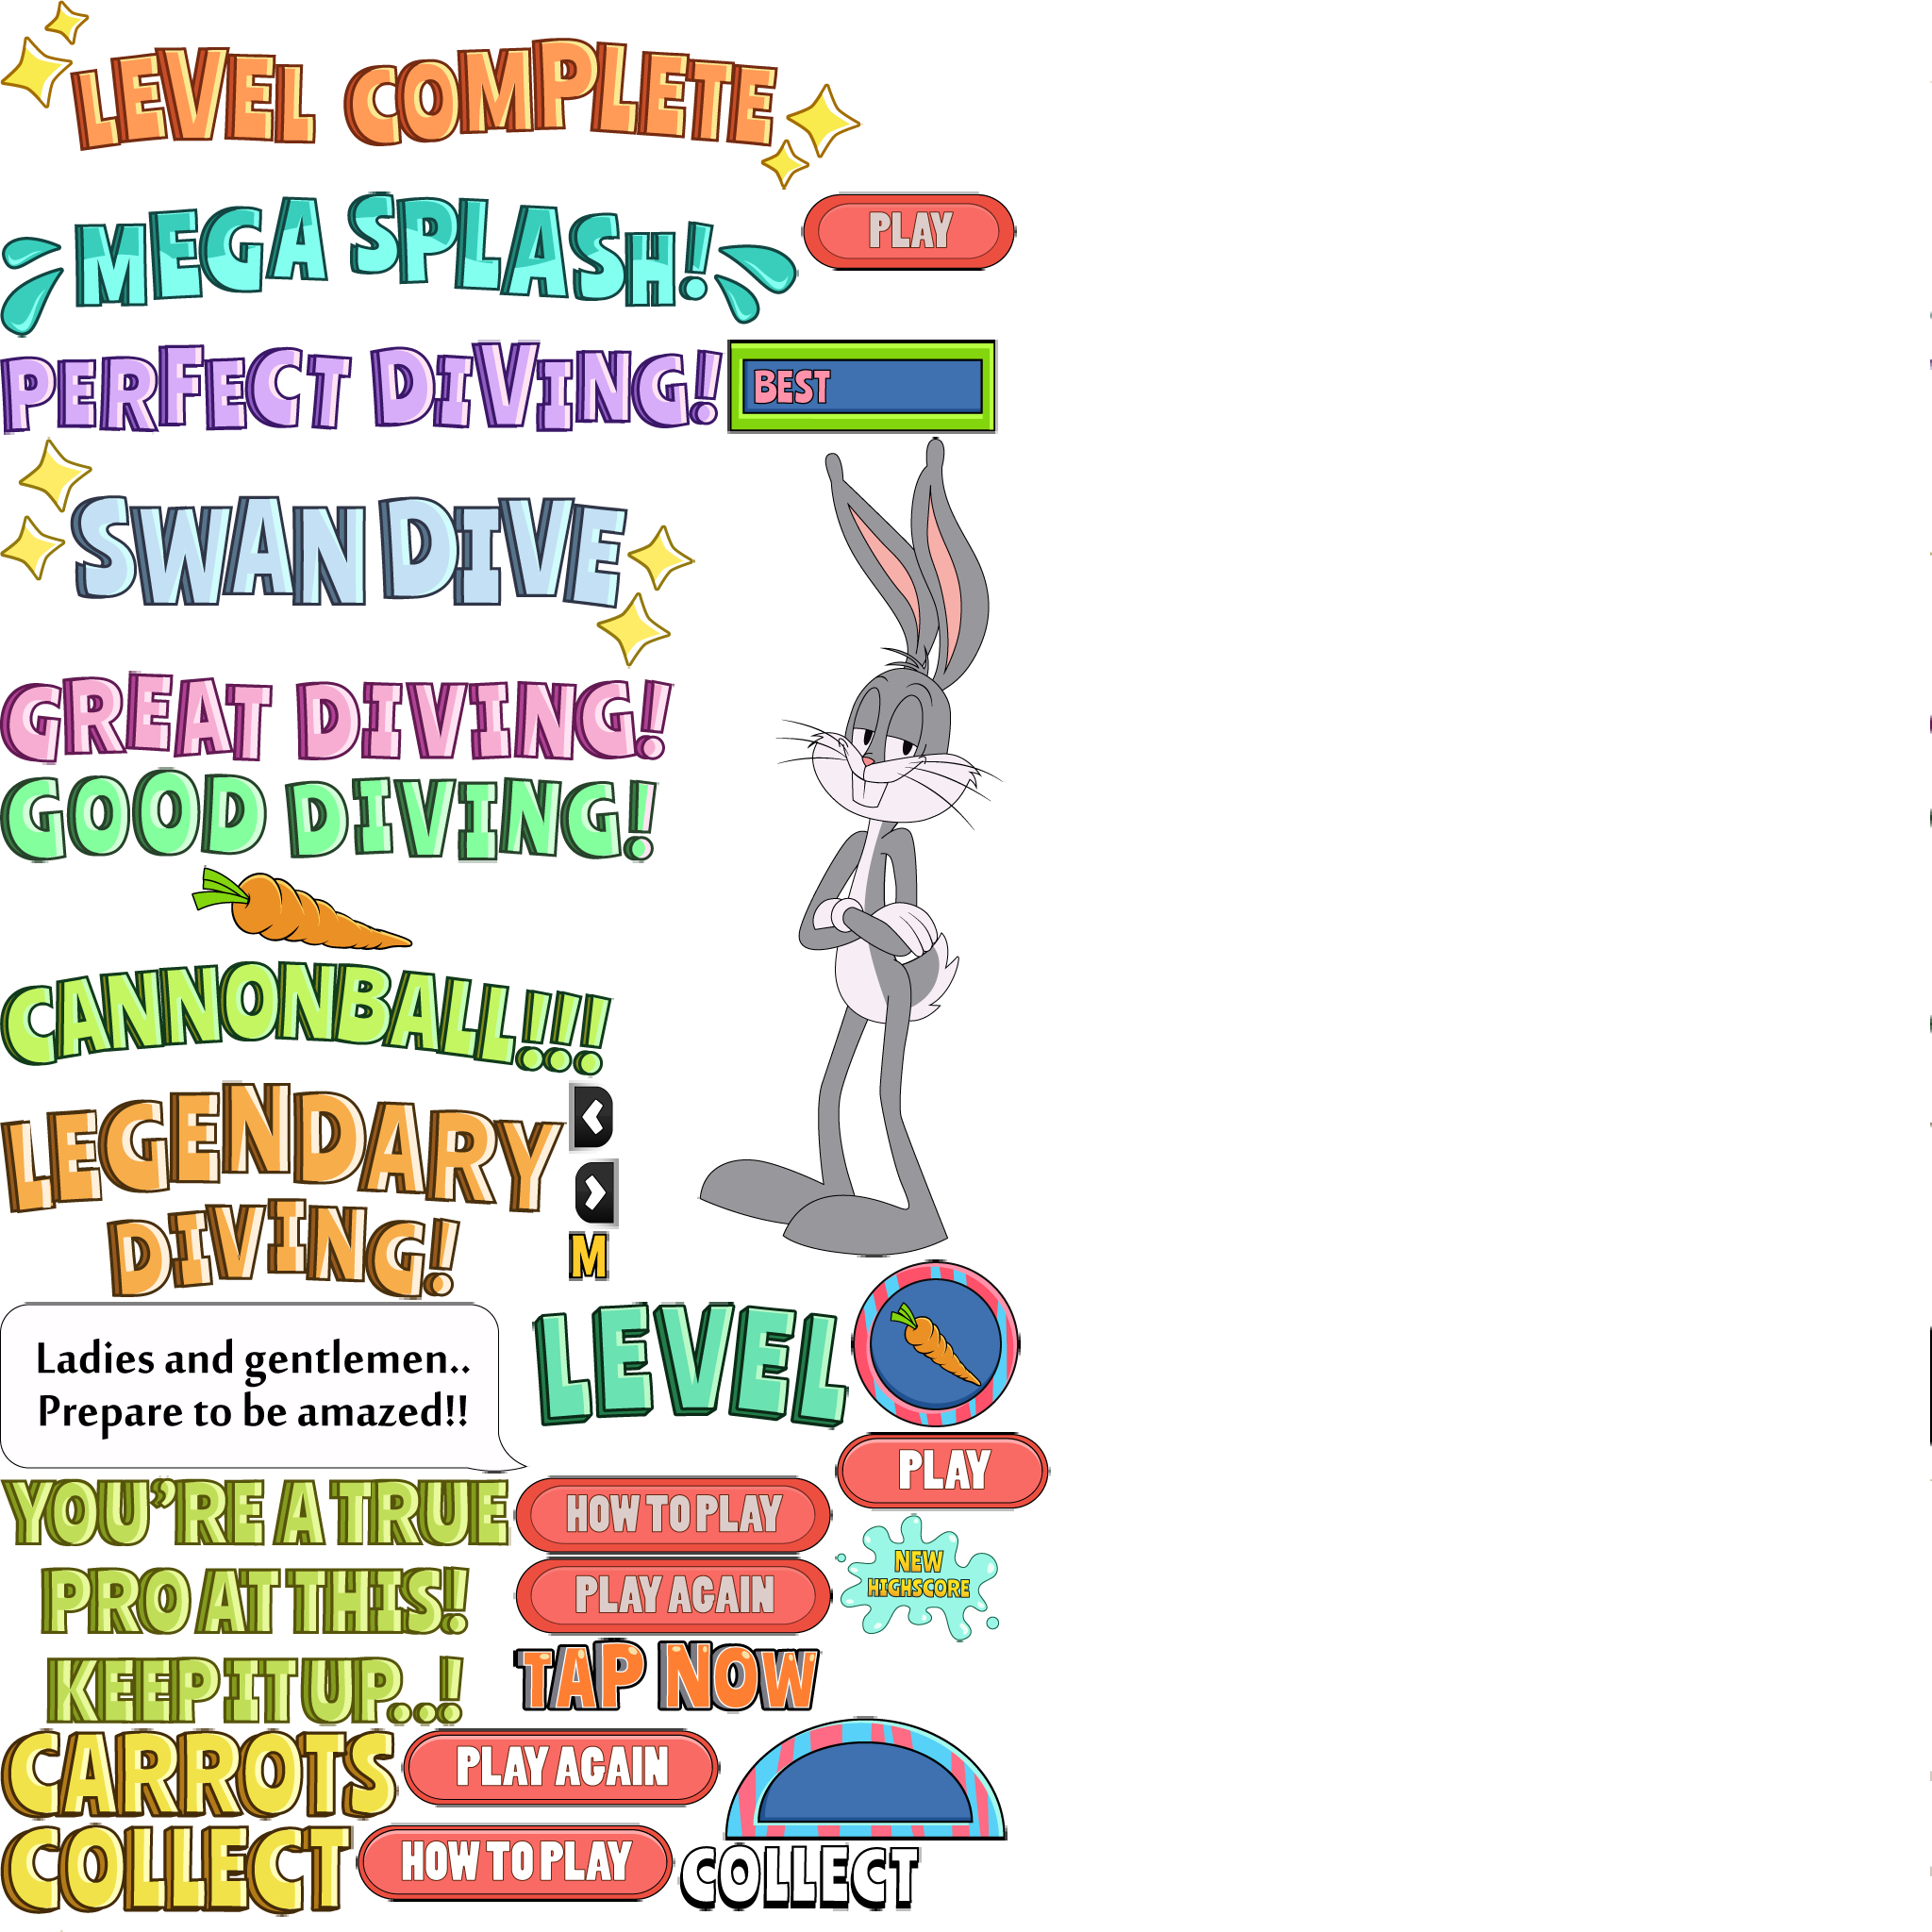 LEVEL COMPLETE
MEGA SPLASH!
PLAY
PERFECT DIVING!
BEST
SWAN DIVE
GREAT DIVING!
GOOD DIVING!
CANNONBALL!!!
LEGENDARY
DIVING!
M
Ladies and gentlemen..
Prepare to be amazed!!
LEVEL
PLAY
YOU'RE A TRUE
PRO AT THIS!
KEEP IT UP..!
HOW TO PLAY
PLAY AGAIN
NEW
HIGHSCORE
TAP NOW
CARROTS
PLAY AGAIN
COLLECT
HOW TO PLAY
COLLECT